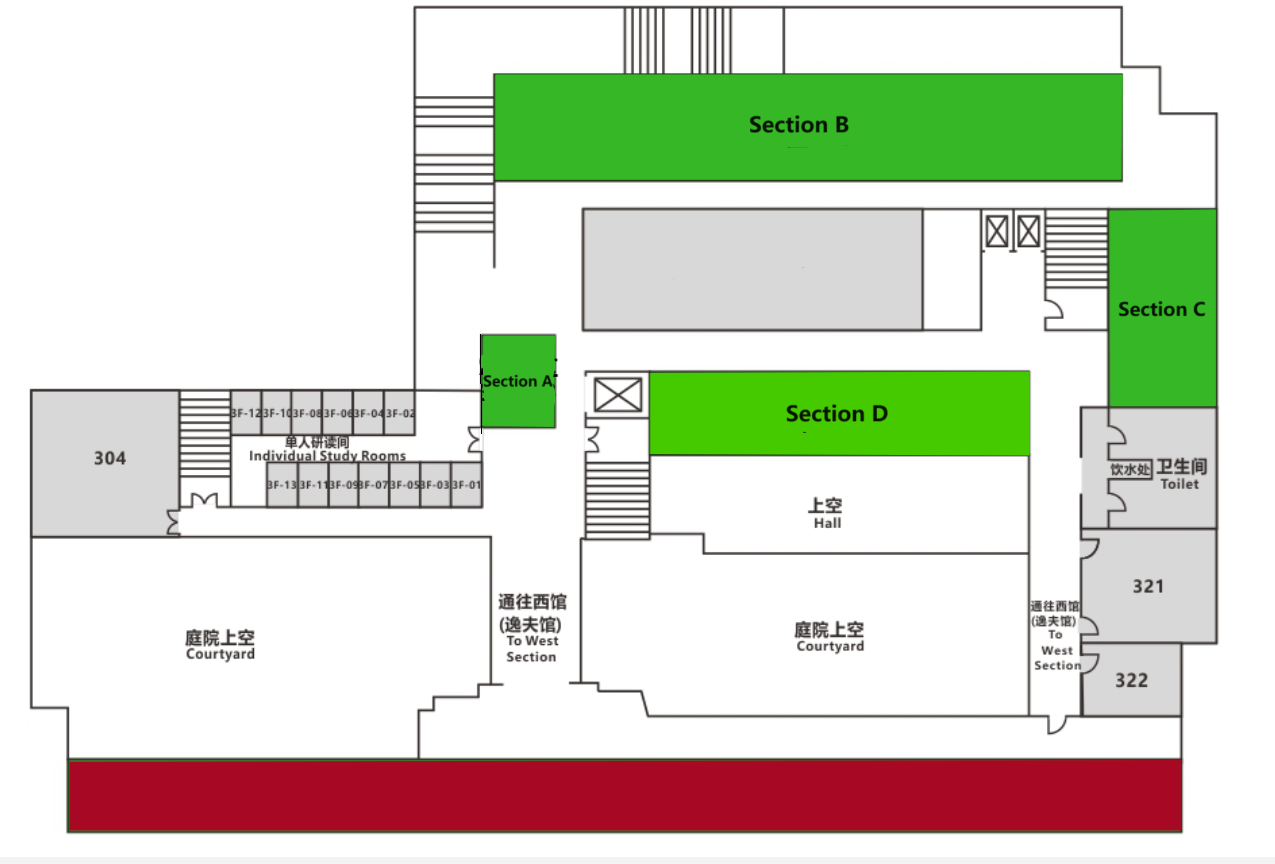 Section B
Section C
Section A
Section D
3F-12
3F-10
3F-08
3F-06
3F-04
3F-02
单人研读间
Individual Study Rooms
304
3F-13
3F-11
3F-09
3F-07
3F-05
3F-03
3F-01
饮水处
卫生间
Toilet
上空
Hall
321
通往西馆
(逸夫馆)
To West
Section
通往西馆
(逸夫馆)
To
West
Section
庭院上空
Courtyard
庭院上空
Courtyard
322